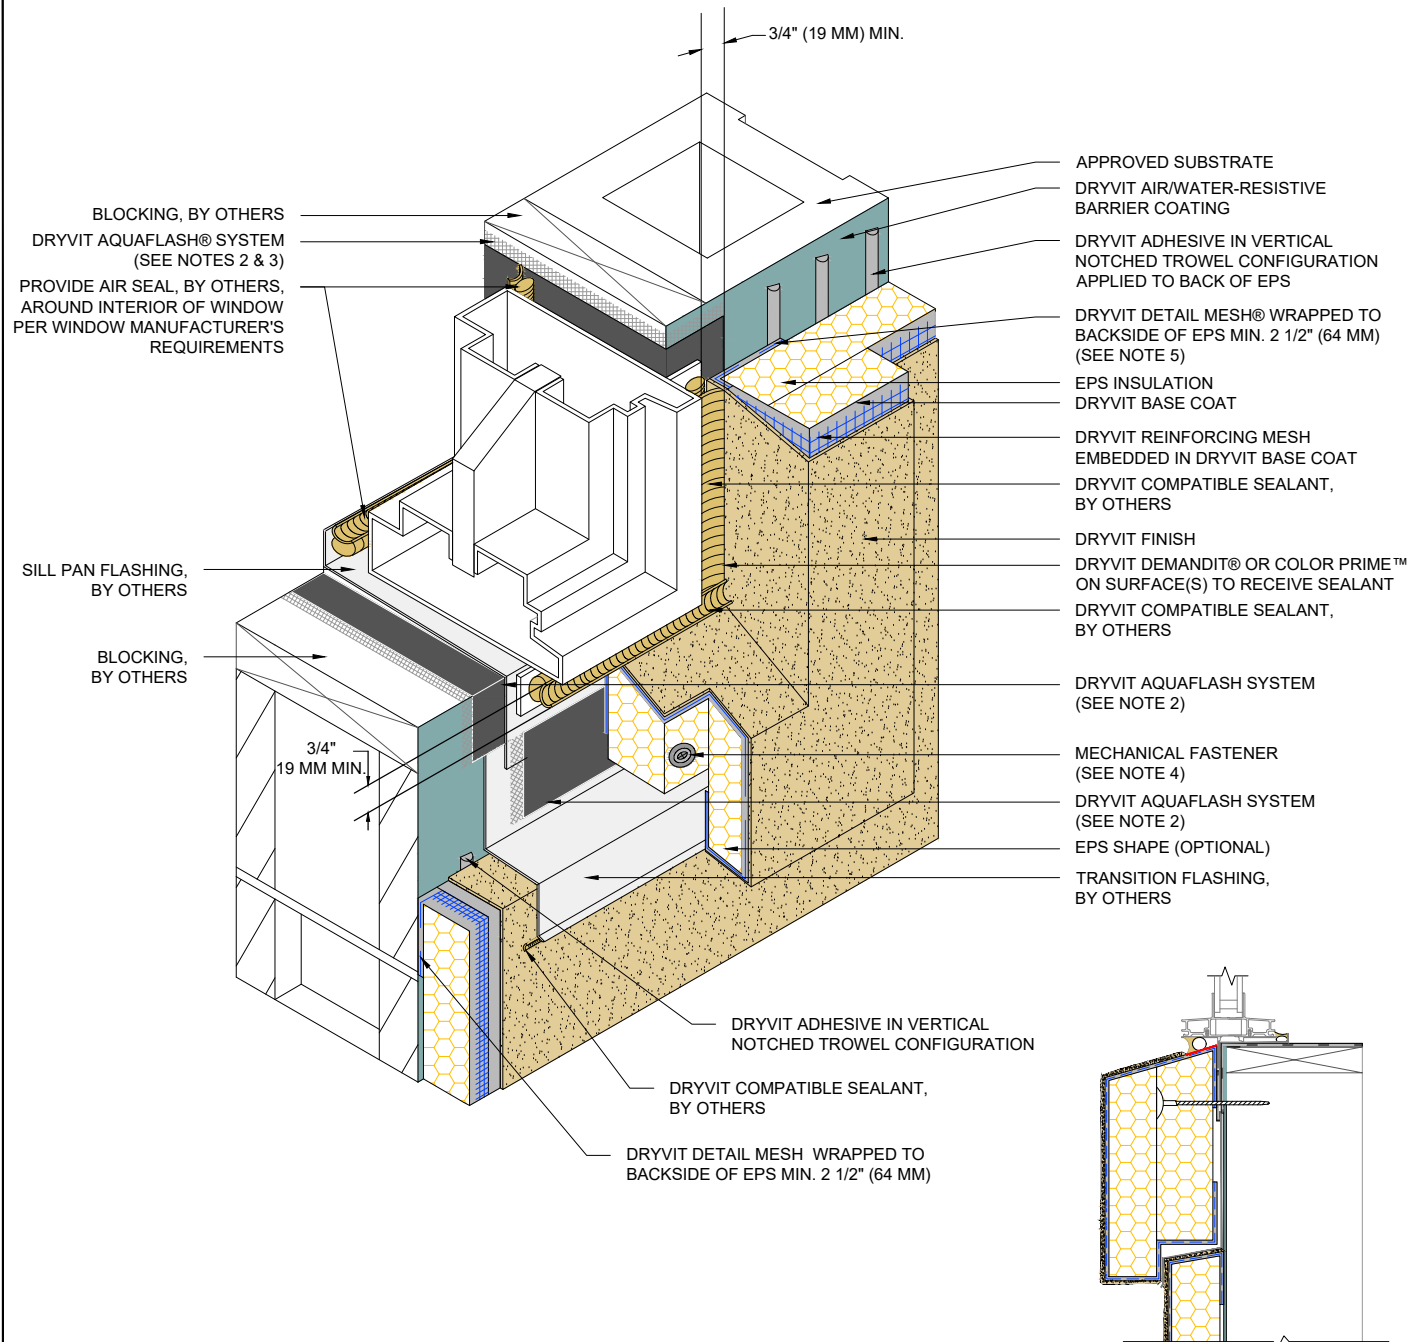 3/4" (19 MM) MIN.
BLOCKING, BY OTHERS
DRYVIT AQUAFLASH® SYSTEM
(SEE NOTES 2 & 3)
PROVIDE AIR SEAL, BY OTHERS,
AROUND INTERIOR OF WINDOW
PER WINDOW MANUFACTURER'S
REQUIREMENTS
SILL PAN FLASHING,
BY OTHERS
BLOCKING,
BY OTHERS
3/4"
19 MM MIN.
APPROVED SUBSTRATE
DRYVIT AIR/WATER-RESISTIVE
BARRIER COATING
DRYVIT ADHESIVE IN VERTICAL
NOTCHED TROWEL CONFIGURATION
APPLIED TO BACK OF EPS
DRYVIT DETAIL MESH® WRAPPED TO
BACKSIDE OF EPS MIN. 2 1/2" (64 MM)
(SEE NOTE 5)
EPS INSULATION
DRYVIT BASE COAT
DRYVIT REINFORCING MESH
EMBEDDED IN DRYVIT BASE COAT
DRYVIT COMPATIBLE SEALANT,
BY OTHERS
DRYVIT FINISH
DRYVIT DEMANDIT® OR COLOR PRIME™
ON SURFACE(S) TO RECEIVE SEALANT
DRYVIT COMPATIBLE SEALANT,
BY OTHERS
DRYVIT AQUAFLASH SYSTEM
(SEE NOTE 2)
MECHANICAL FASTENER
(SEE NOTE 4)
DRYVIT AQUAFLASH SYSTEM
(SEE NOTE 2)
EPS SHAPE (OPTIONAL)
TRANSITION FLASHING,
BY OTHERS
DRYVIT ADHESIVE IN VERTICAL
NOTCHED TROWEL CONFIGURATION
DRYVIT COMPATIBLE SEALANT,
BY OTHERS
DRYVIT DETAIL MESH WRAPPED TO
BACKSIDE OF EPS MIN. 2 1/2" (64 MM)